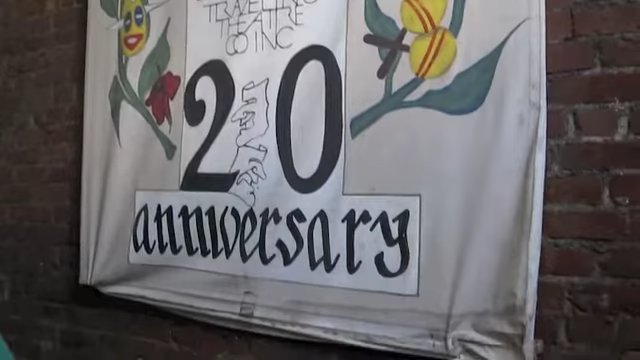 TRAVELLING
THEATRE
CO INC
20
anniversary